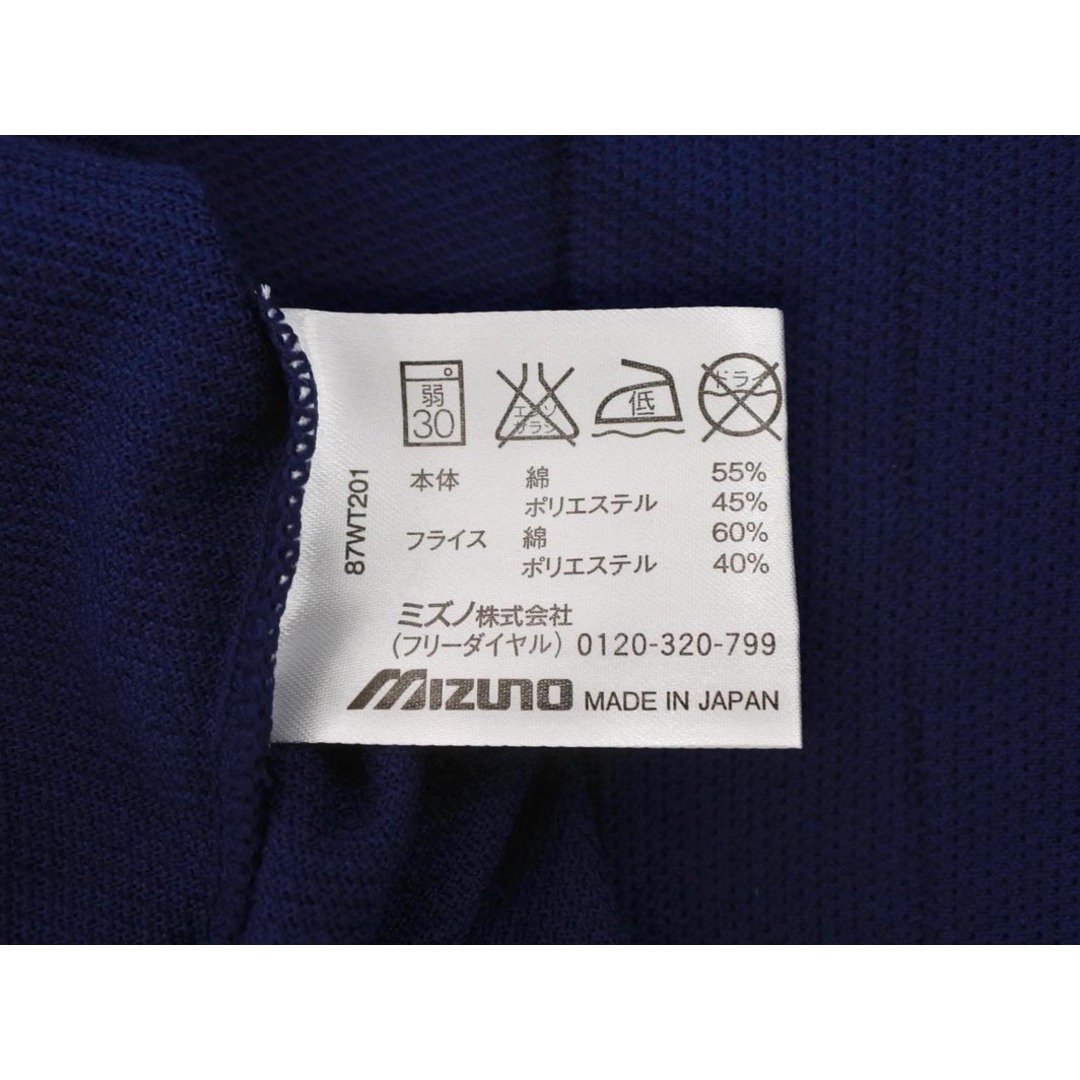 弱
30
エンソ
サラシ
低
ドライ
87WT201
本体 綿 55%
ポリエステル 45%
フライス 綿 60%
ポリエステル 40%
ミズノ株式会社
(フリーダイヤル) 0120-320-799
MIZUNO MADE IN JAPAN